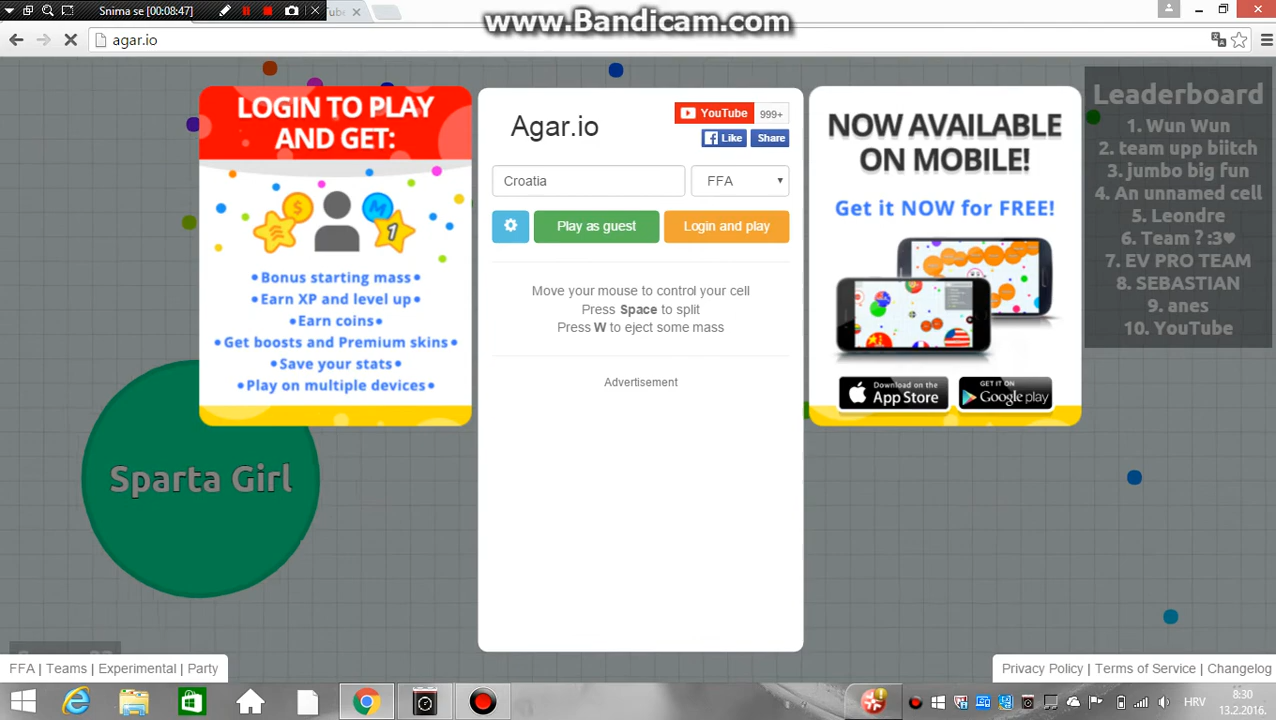 Snima se [00:08:47]
www.Bandicam.com
agar.io
LOGIN TO PLAY
AND GET:
•Bonus starting mass•
•Earn XP and level up•
•Earn coins•
•Get boosts and Premium skins•
•Save your stats•
•Play on multiple devices•
Agar.io
YouTube 999+
Like Share
Croatia FFA
Play as guest Login and play
Move your mouse to control your cell
Press Space to split
Press W to eject some mass
Advertisement
NOW AVAILABLE
ON MOBILE!
Get it NOW for FREE!
Download on the
App Store
GET IT ON
Google play
Leaderboard
1. Wun Wun
2. team upp biitch
3. jumbo big fun
4. An unnamed cell
5. Leondre
6. Team ? :3♥
7. EV PRO TEAM
8. SEBASTIAN
9. anes
10. YouTube
Sparta Girl
FFA | Teams | Experimental | Party
Privacy Policy | Terms of Service | Changelog
HRV
8:30
13.2.2016.